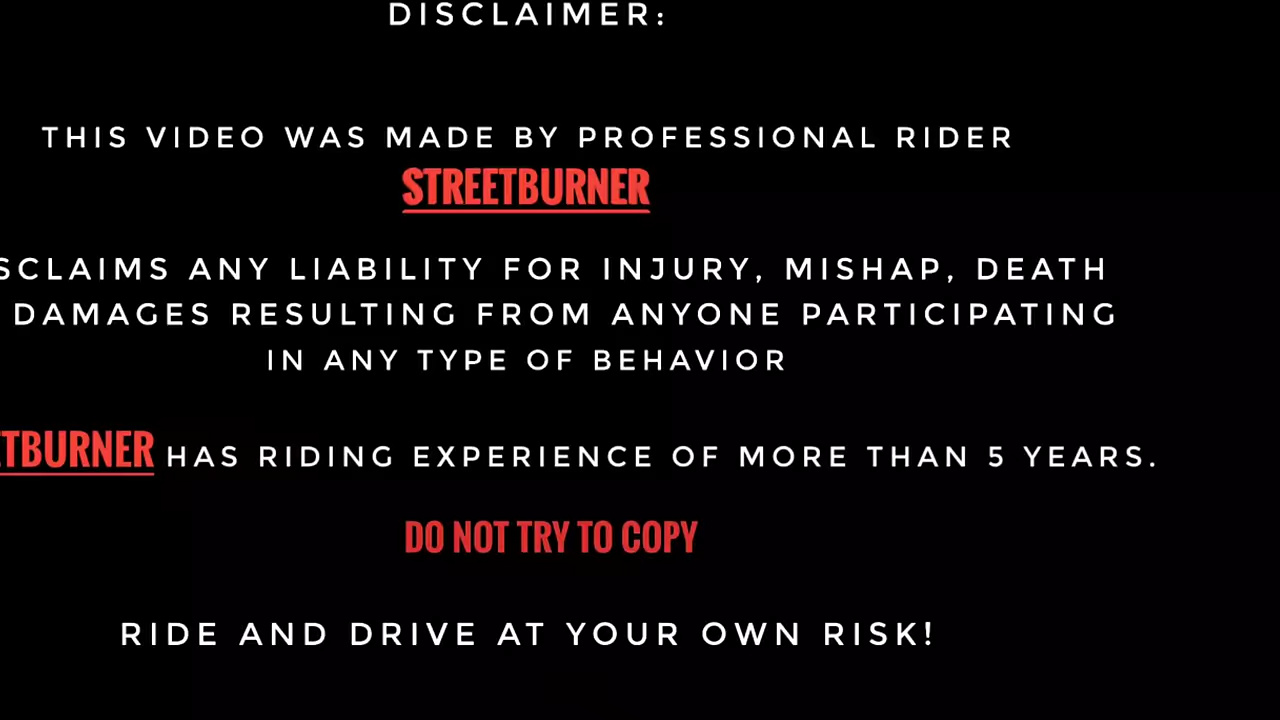 DISCLAIMER:
THIS VIDEO WAS MADE BY PROFESSIONAL RIDER
STREETBURNER
SCLAIMS ANY LIABILITY FOR INJURY, MISHAP, DEATH
DAMAGES RESULTING FROM ANYONE PARTICIPATING
IN ANY TYPE OF BEHAVIOR
TBURNER HAS RIDING EXPERIENCE OF MORE THAN 5 YEARS.
DO NOT TRY TO COPY
RIDE AND DRIVE AT YOUR OWN RISK!